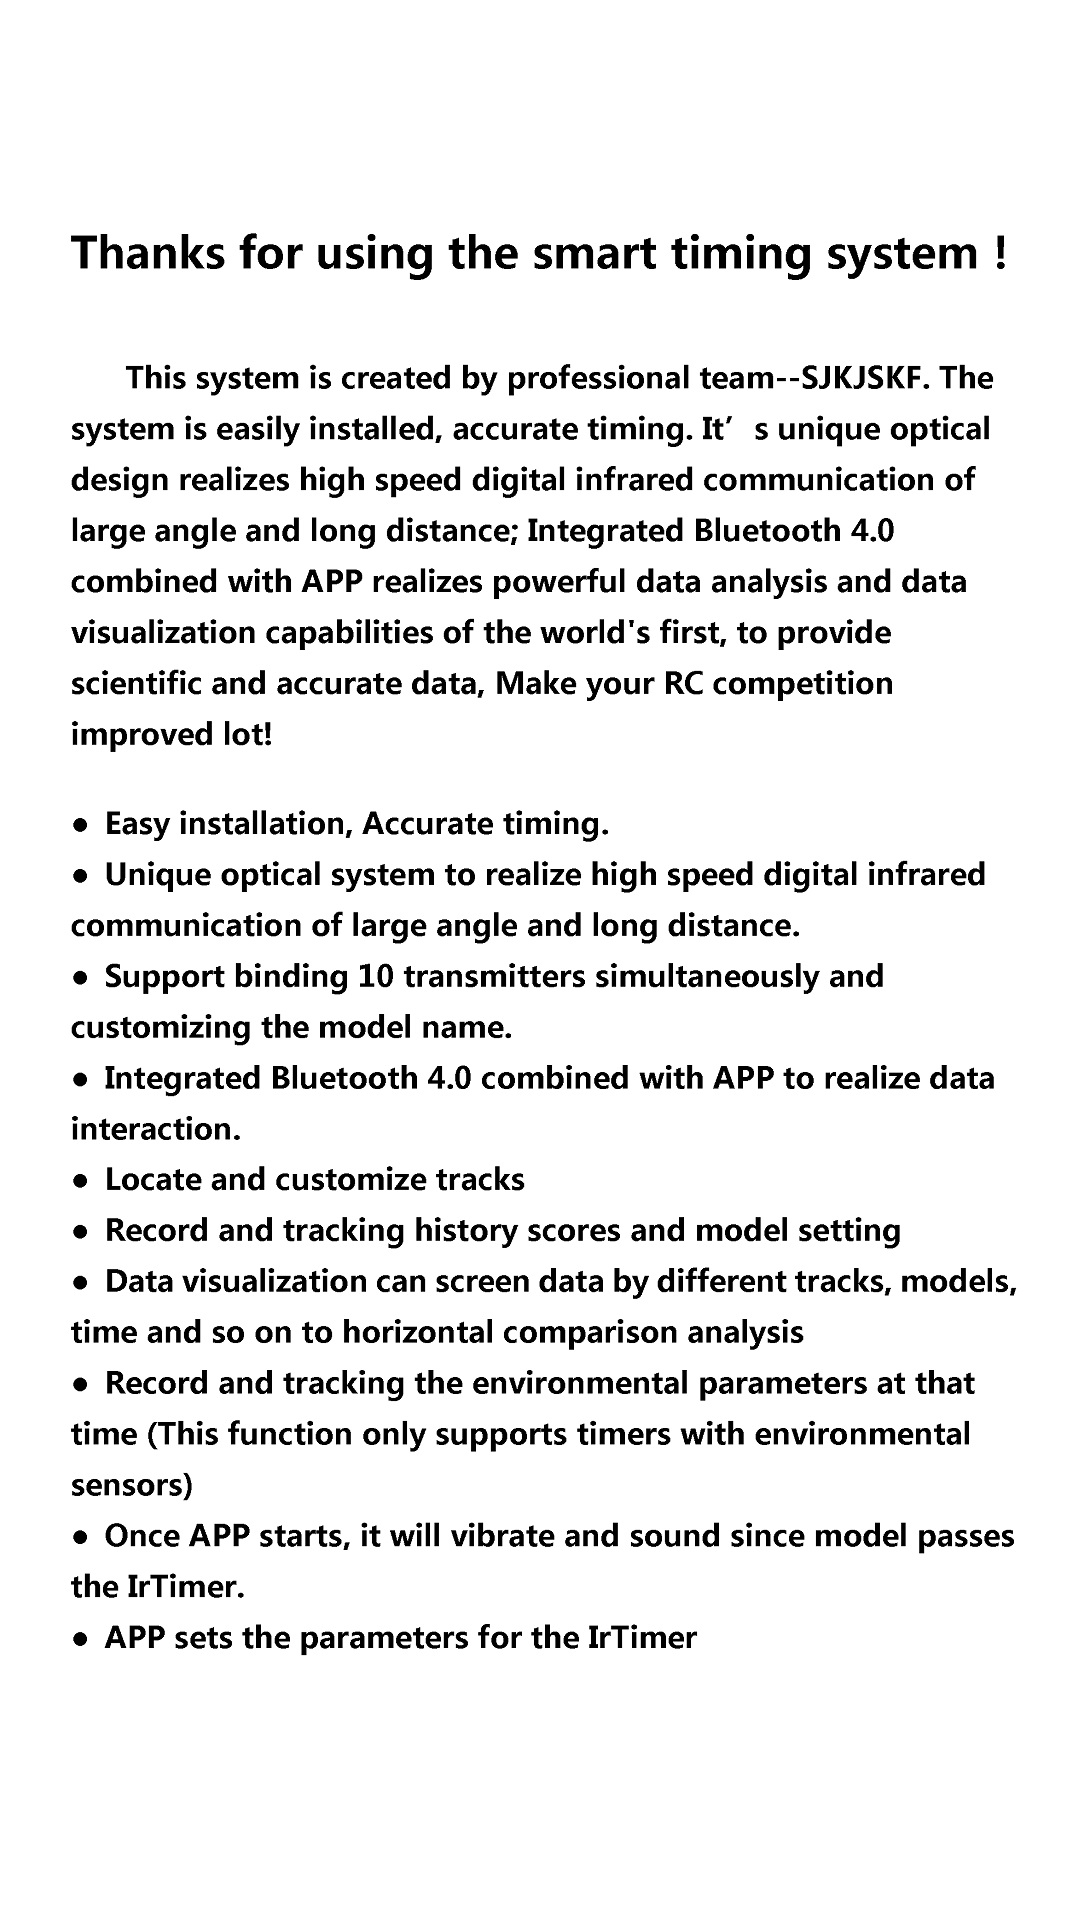 Thanks for using the smart timing system !
This system is created by professional team--SJKJSKF. The
system is easily installed, accurate timing. It’ s unique optical
design realizes high speed digital infrared communication of
large angle and long distance; Integrated Bluetooth 4.0
combined with APP realizes powerful data analysis and data
visualization capabilities of the world's first, to provide
scientific and accurate data, Make your RC competition
improved lot!
● Easy installation, Accurate timing.
● Unique optical system to realize high speed digital infrared
communication of large angle and long distance.
● Support binding 10 transmitters simultaneously and
customizing the model name.
● Integrated Bluetooth 4.0 combined with APP to realize data
interaction.
● Locate and customize tracks
● Record and tracking history scores and model setting
● Data visualization can screen data by different tracks, models,
time and so on to horizontal comparison analysis
● Record and tracking the environmental parameters at that
time (This function only supports timers with environmental
sensors)
● Once APP starts, it will vibrate and sound since model passes
the IrTimer.
● APP sets the parameters for the IrTimer